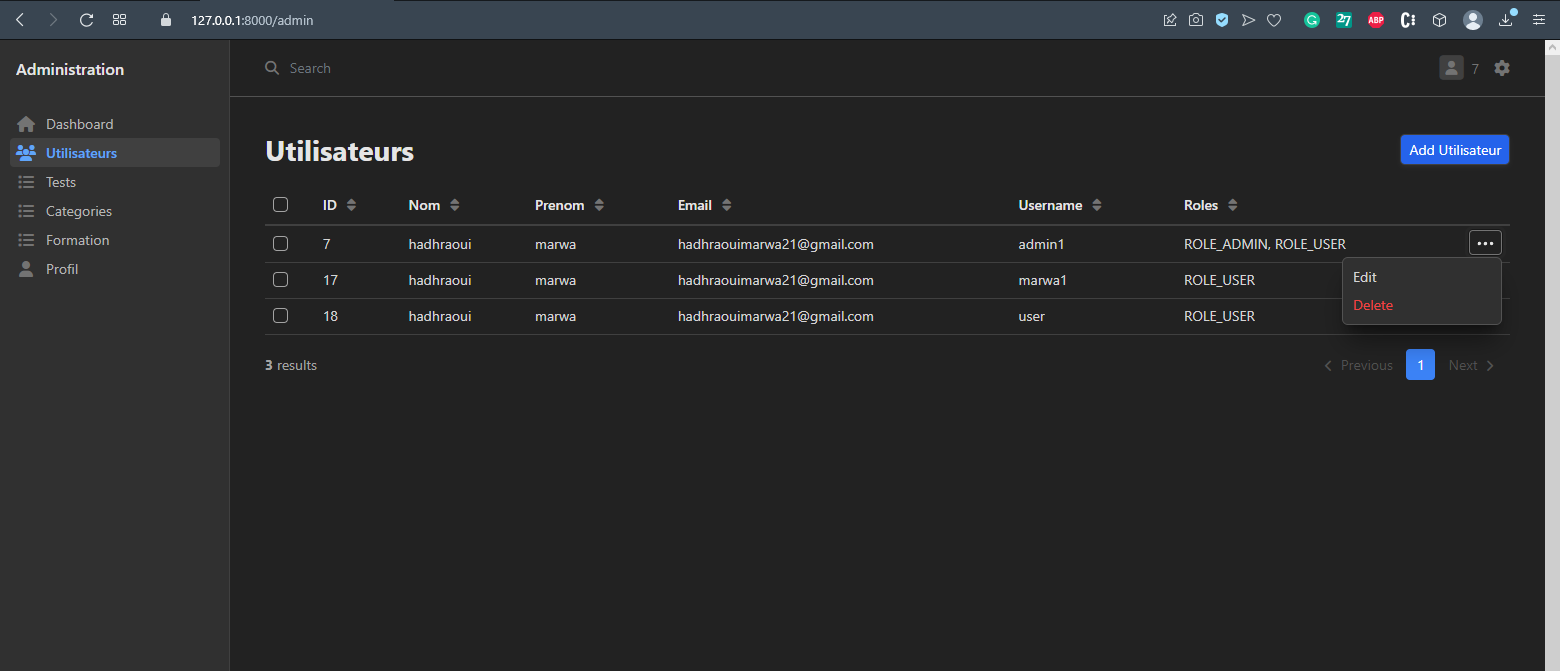 127.0.0.1:8000/admin
27
ABP
Administration
Search
7
Dashboard
Utilisateurs
Tests
Categories
Formation
Profil
Utilisateurs
Add Utilisateur
ID Nom Prenom Email Username Roles
7 hadhraoui marwa hadhraouimarwa21@gmail.com admin1 ROLE_ADMIN, ROLE_USER
17 hadhraoui marwa hadhraouimarwa21@gmail.com marwa1 ROLE_USER
18 hadhraoui marwa hadhraouimarwa21@gmail.com user ROLE_USER
Edit
Delete
3 results
Previous 1 Next